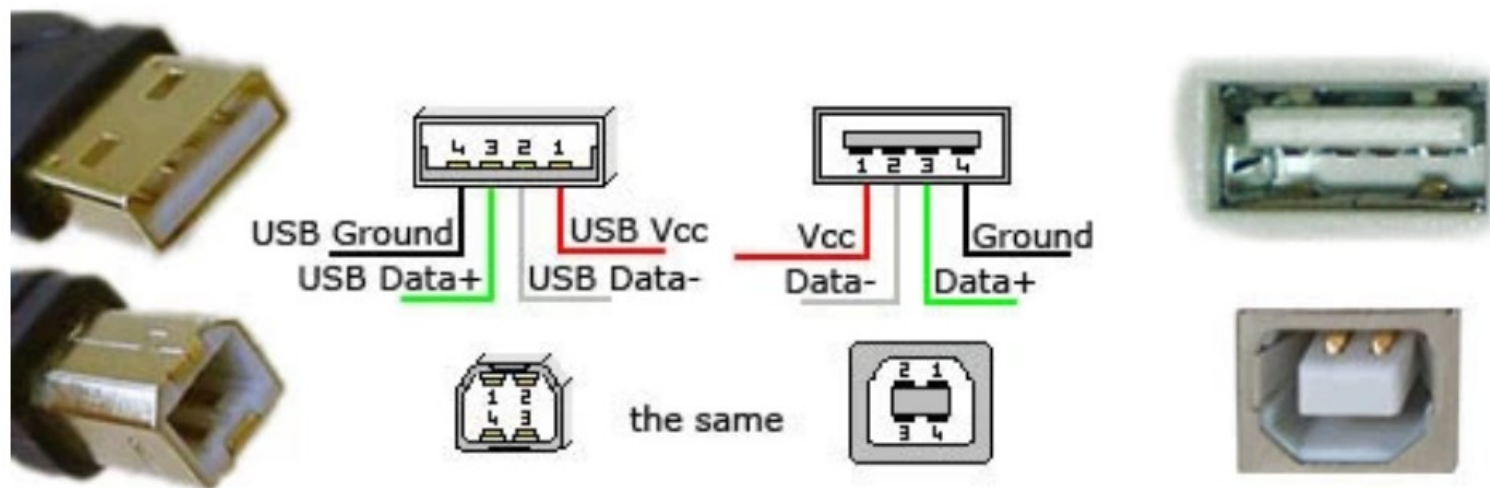 4 3 2 1
1 2 3 4
USB Ground
USB Vcc
Vcc
Ground
USB Data+
USB Data-
Data-
Data+
1 2
4 3
the same
2 1
3 4